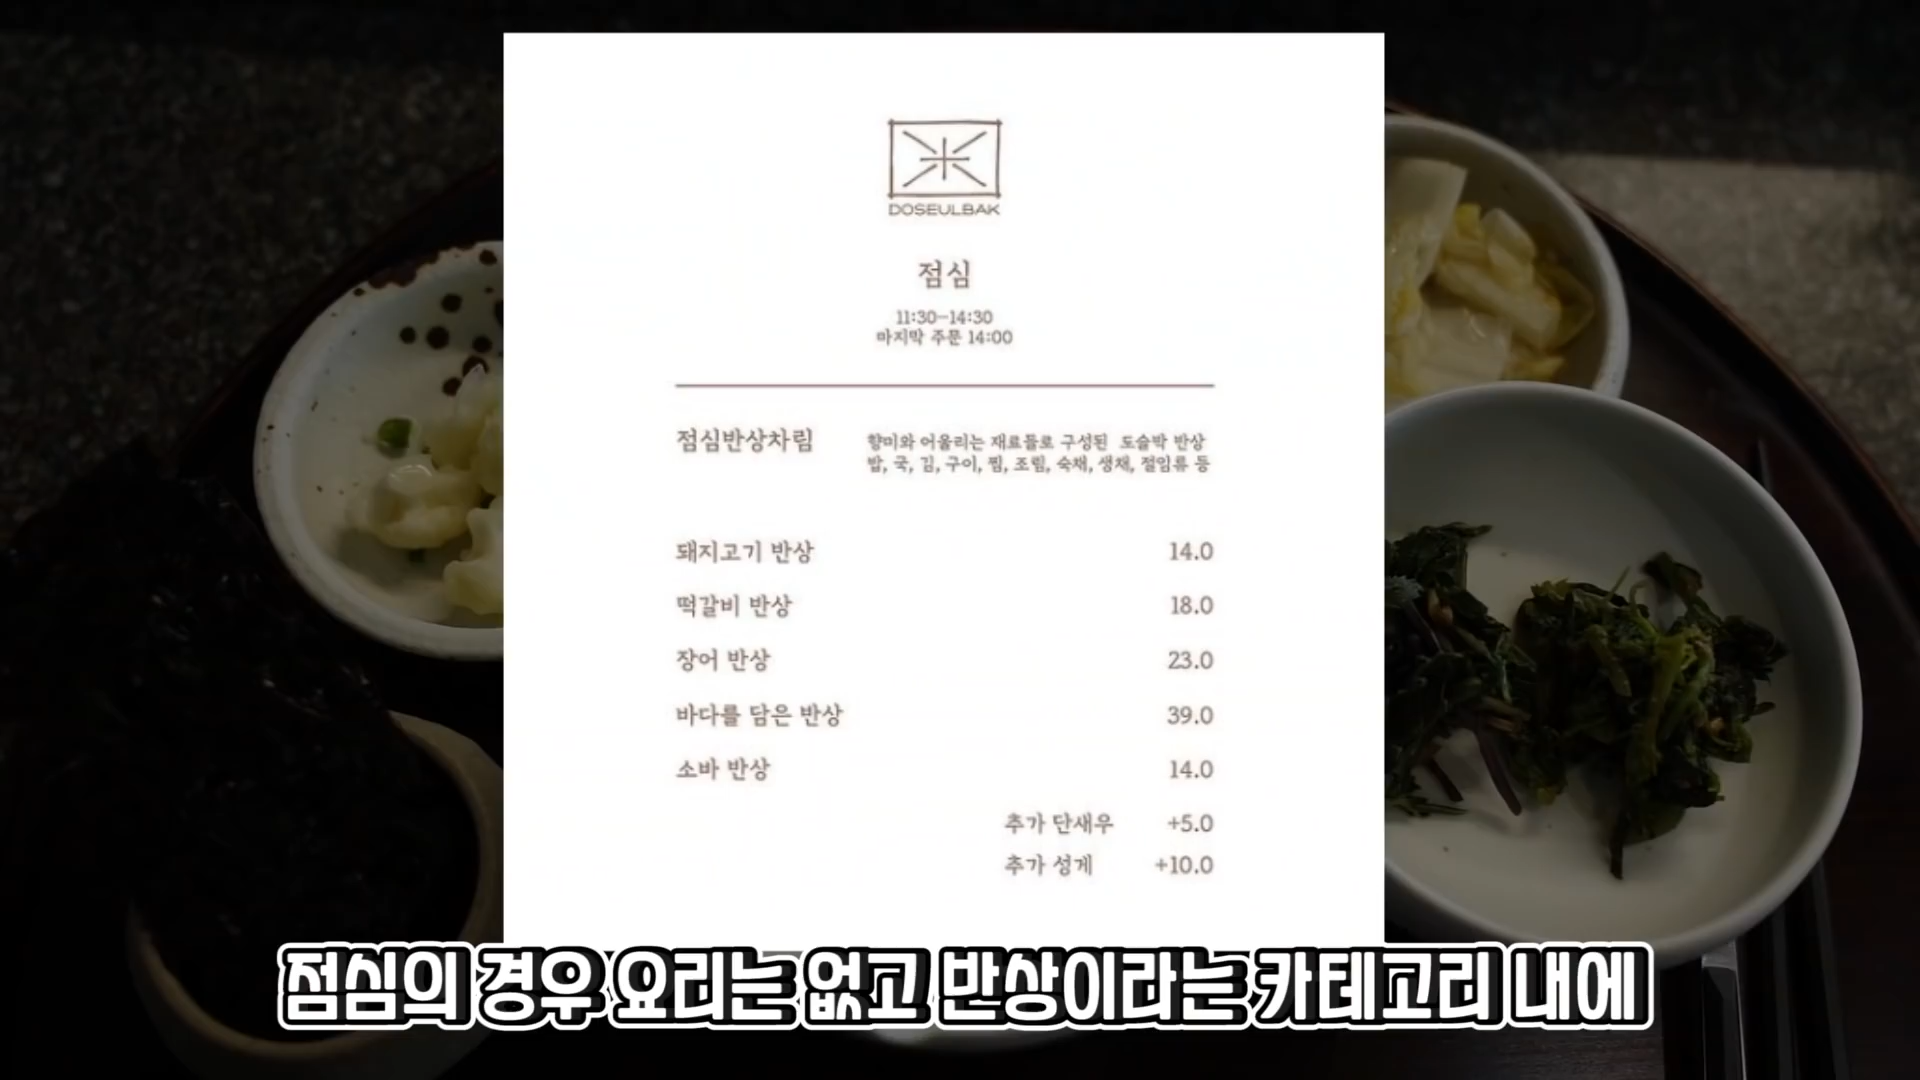 DOSEULBAK
점심
11:30-14:30
마지막 주문 14:00
점심반상차림
향미와 어울리는 재료들로 구성된 도슬박 반상
밥, 국, 김, 구이, 찜, 조림, 숙채, 생채, 절임류 등
돼지고기 반상 14.0
떡갈비 반상 18.0
장어 반상 23.0
바다를 담은 반상 39.0
소바 반상 14.0
추가 단새우 +5.0
추가 성게 +10.0
점심의 경우 요리는 없고 반상이라는 카테고리 내에